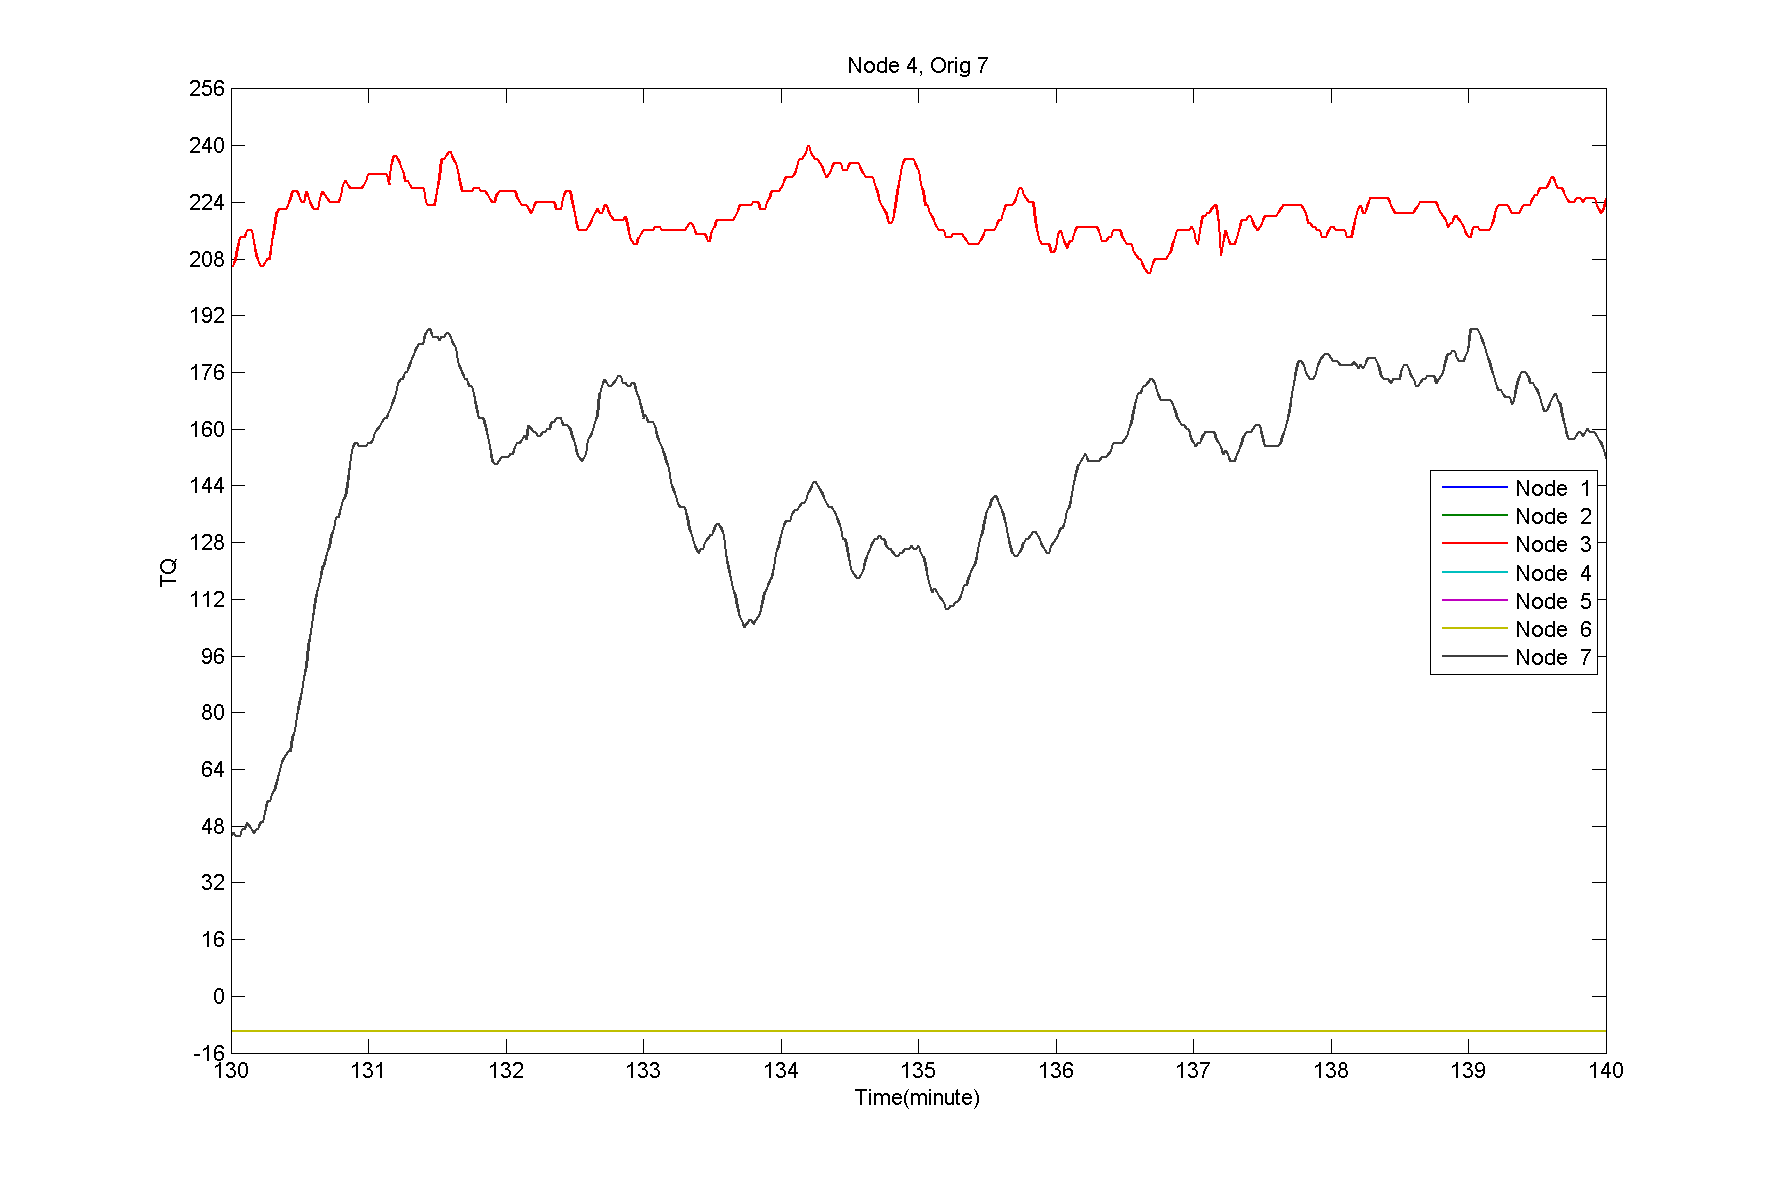 Node 4, Orig 7
256
240
224
208
192
176
160
144
128
112
96
80
64
48
32
16
0
-16
TQ
130 131 132 133 134 135 136 137 138 139 140
Time(minute)
Node 1
Node 2
Node 3
Node 4
Node 5
Node 6
Node 7